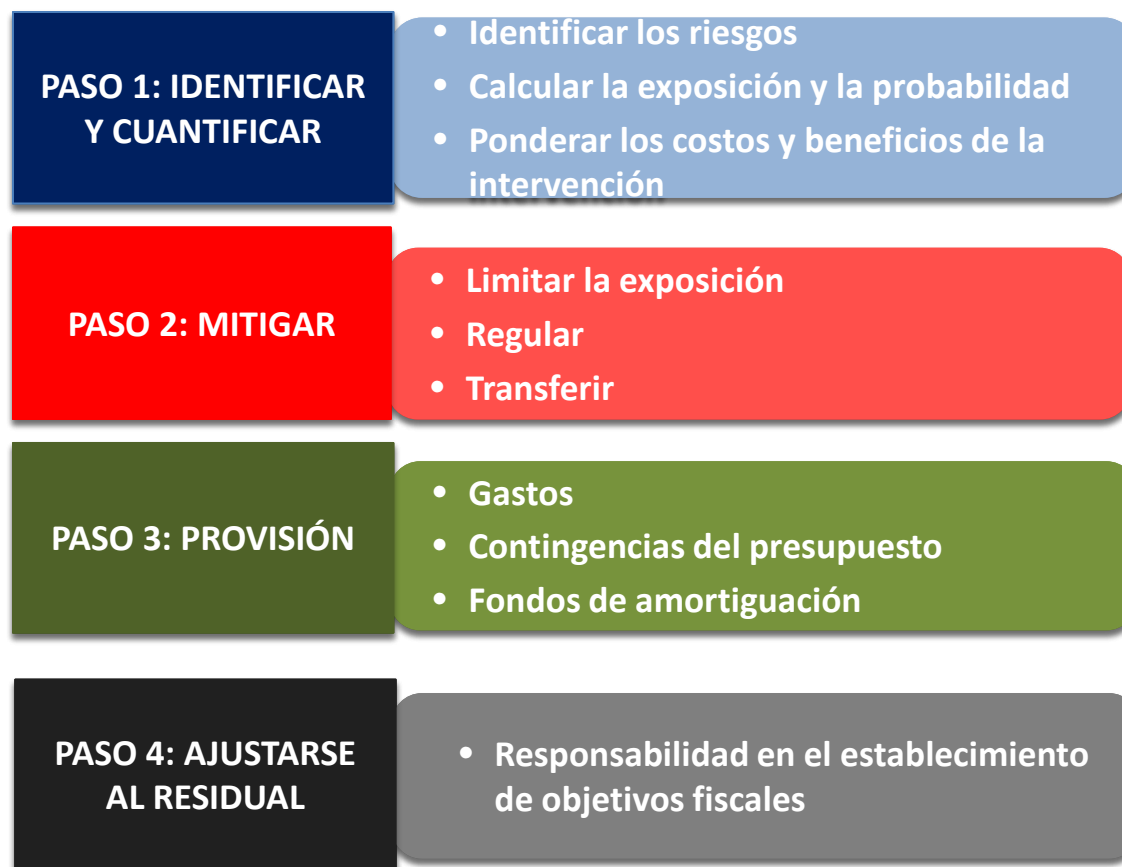 PASO 1: IDENTIFICAR
Y CUANTIFICAR
• Identificar los riesgos
• Calcular la exposición y la probabilidad
• Ponderar los costos y beneficios de la
intervención
PASO 2: MITIGAR
• Limitar la exposición
• Regular
• Transferir
PASO 3: PROVISIÓN
• Gastos
• Contingencias del presupuesto
• Fondos de amortiguación
PASO 4: AJUSTARSE
AL RESIDUAL
• Responsabilidad en el establecimiento
de objetivos fiscales